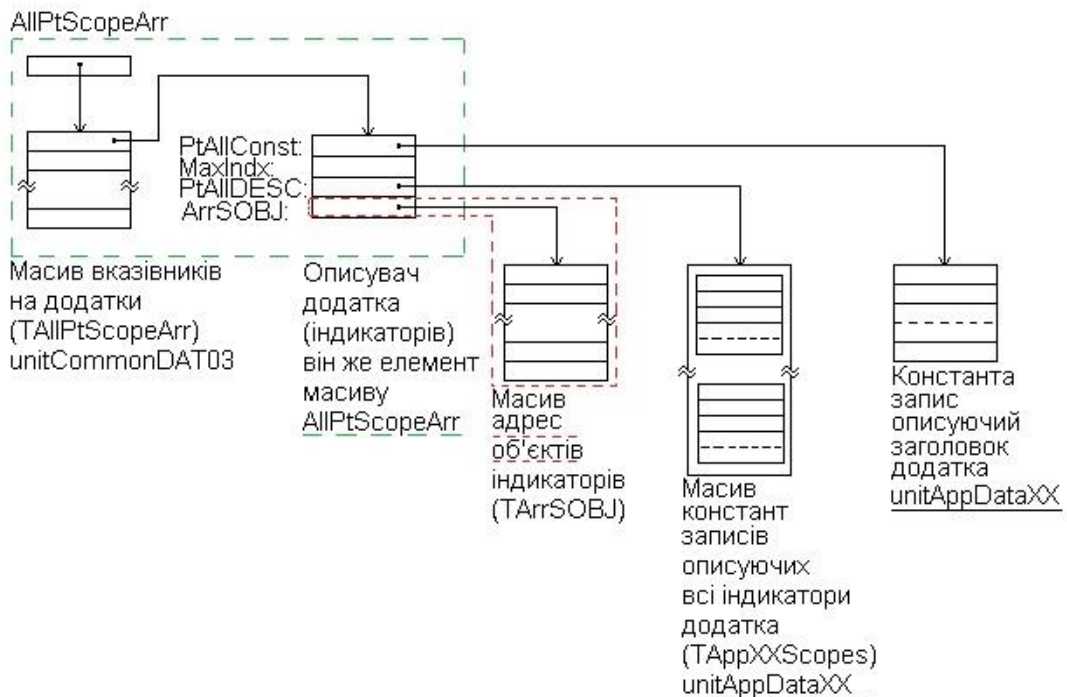 AllPtScopeArr
PtAllConst:
MaxIndx:
PtAllDESC:
ArrSOBJ:
Масив вказівників
на додатки
(TAllPtScopeArr)
unitCommonDAT03
Описувач
додатка
(індикаторів)
він же елемент
масиву
AllPtScopeArr
Масив
адрес
об'єктів
індикаторів
(TArrSOBJ)
Масив
констант
записів
описуючих
всі індикатори
додатка
(TAppXXScopes)
unitAppDataXX
Константа
запис
описуючий
заголовок
додатка
unitAppDataXX